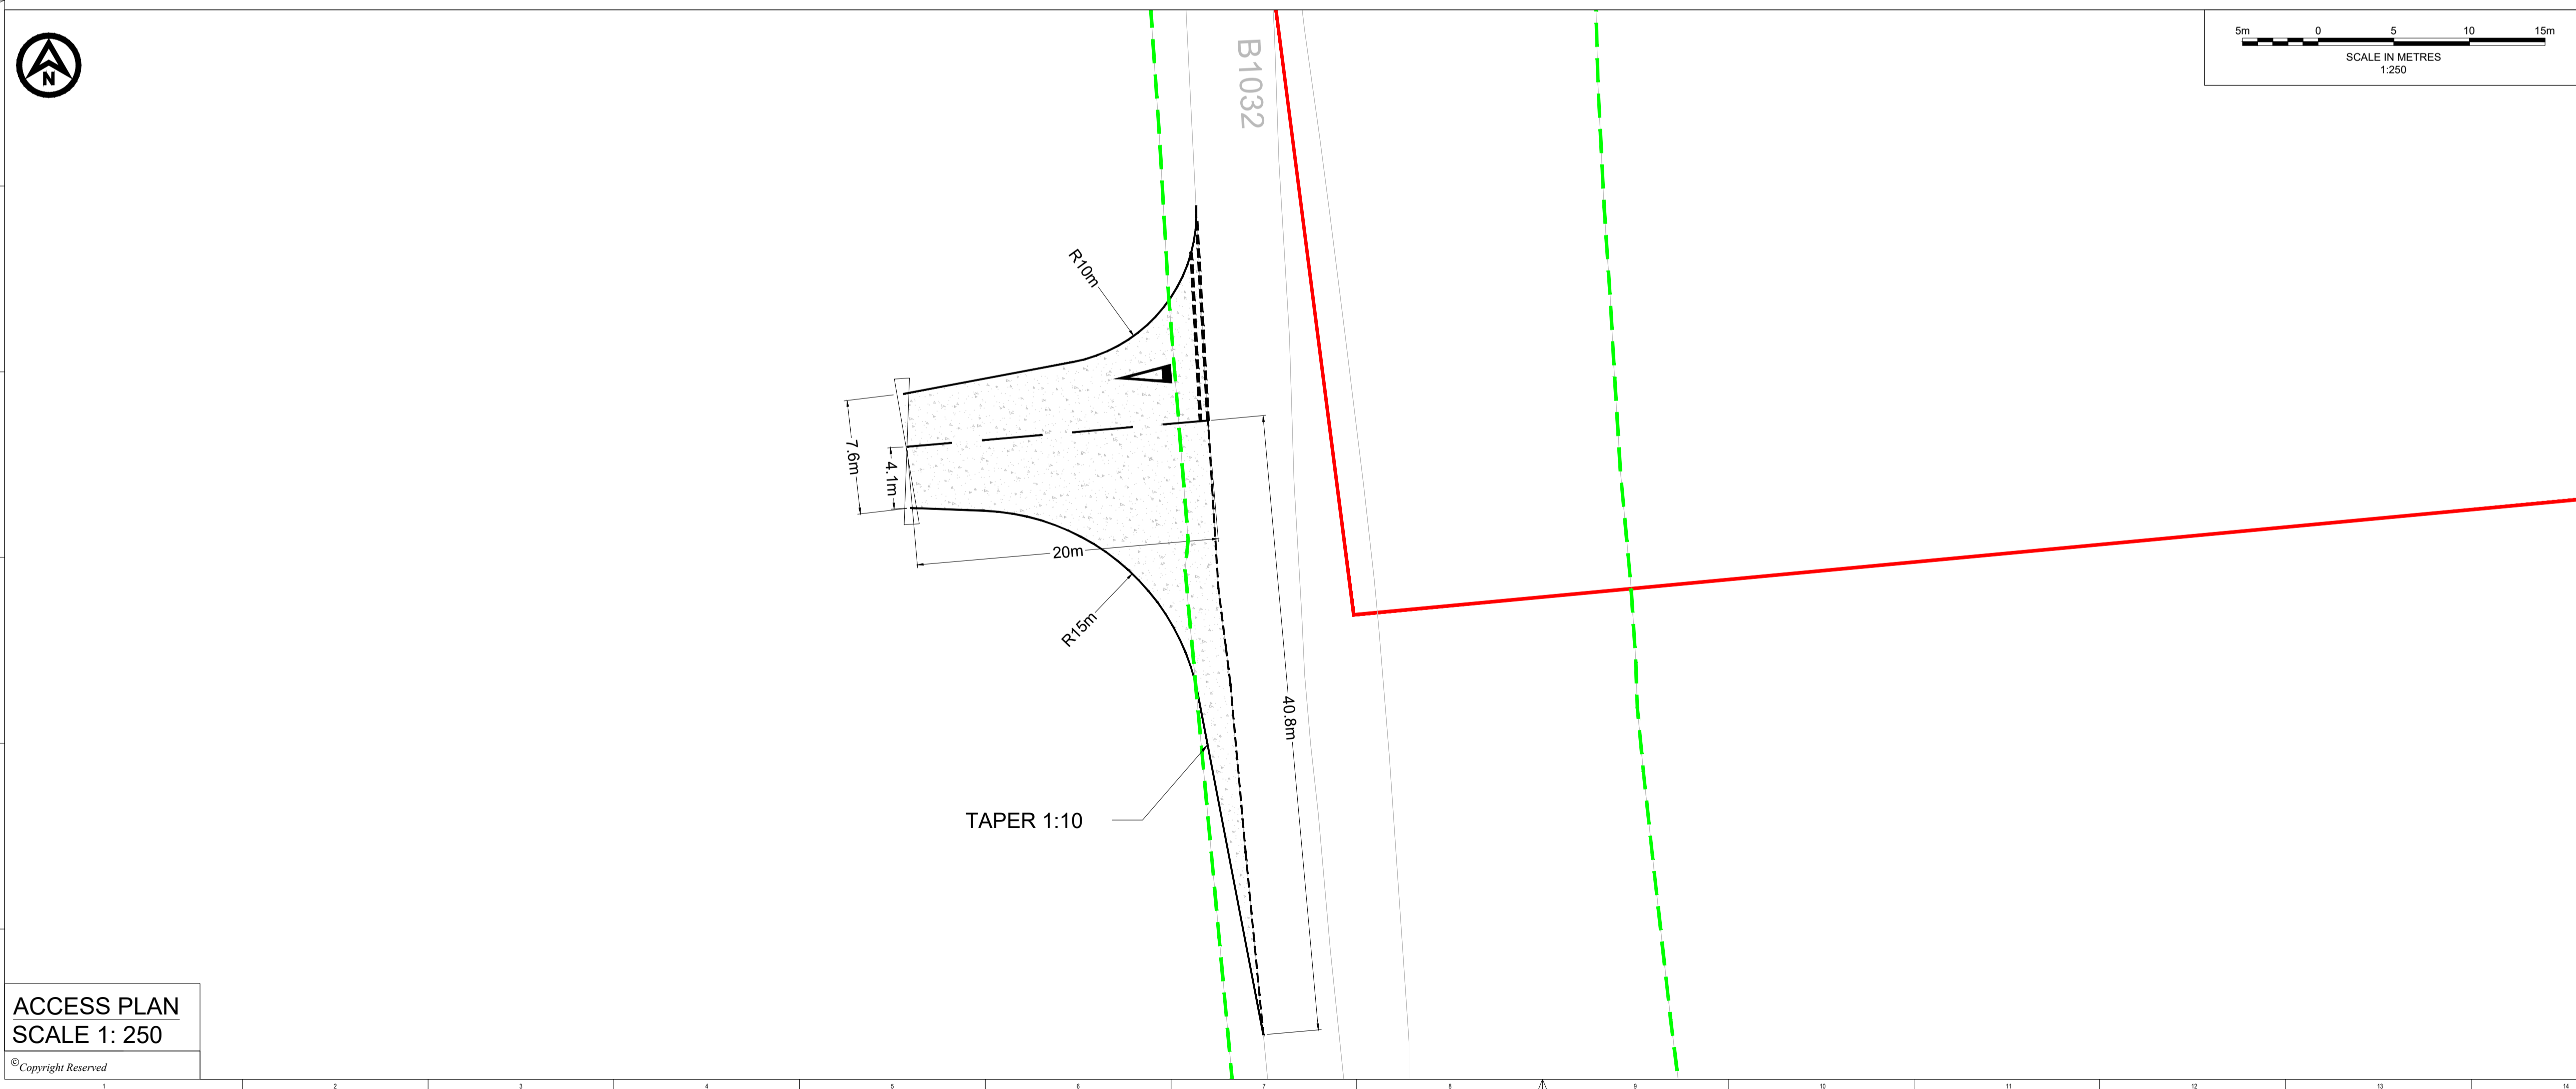 N
B1032
5m 0 5 10 15m
SCALE IN METRES
1:250
R10m
7.6m
4.1m
20m
R15m
40.8m
TAPER 1:10
ACCESS PLAN
SCALE 1: 250
©Copyright Reserved
1 2 3 4 5 6 7 8 9 10 11 12 13 14